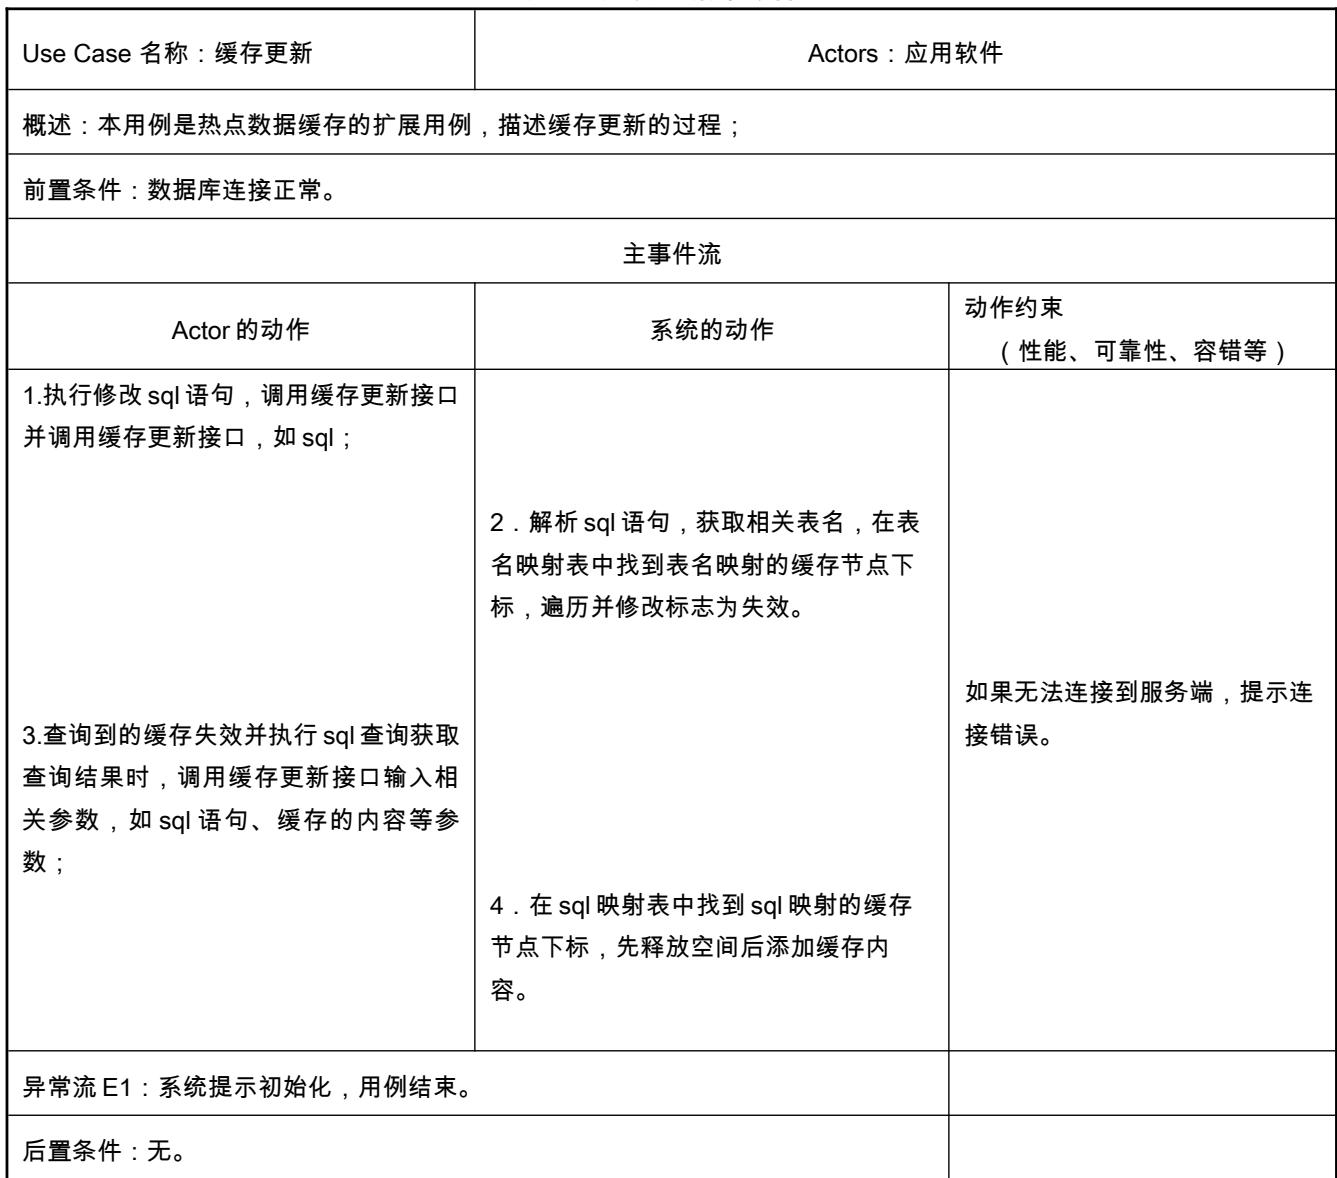 Use Case 名称：缓存更新
Actors：应用软件
概述：本用例是热点数据缓存的扩展用例，描述缓存更新的过程；
前置条件：数据库连接正常。
主事件流
Actor 的动作
系统的动作
动作约束
（性能、可靠性、容错等）
1.执行修改 sql 语句，调用缓存更新接口
并调用缓存更新接口，如 sql；
2．解析 sql 语句，获取相关表名，在表
名映射表中找到表名映射的缓存节点下
标，遍历并修改标志为失效。
3.查询到的缓存失效并执行 sql 查询获取
查询结果时，调用缓存更新接口输入相
关参数，如 sql 语句、缓存的内容等参
数；
4．在 sql 映射表中找到 sql 映射的缓存
节点下标，先释放空间后添加缓存内
容。
如果无法连接到服务端，提示连
接错误。
异常流 E1：系统提示初始化，用例结束。
后置条件：无。